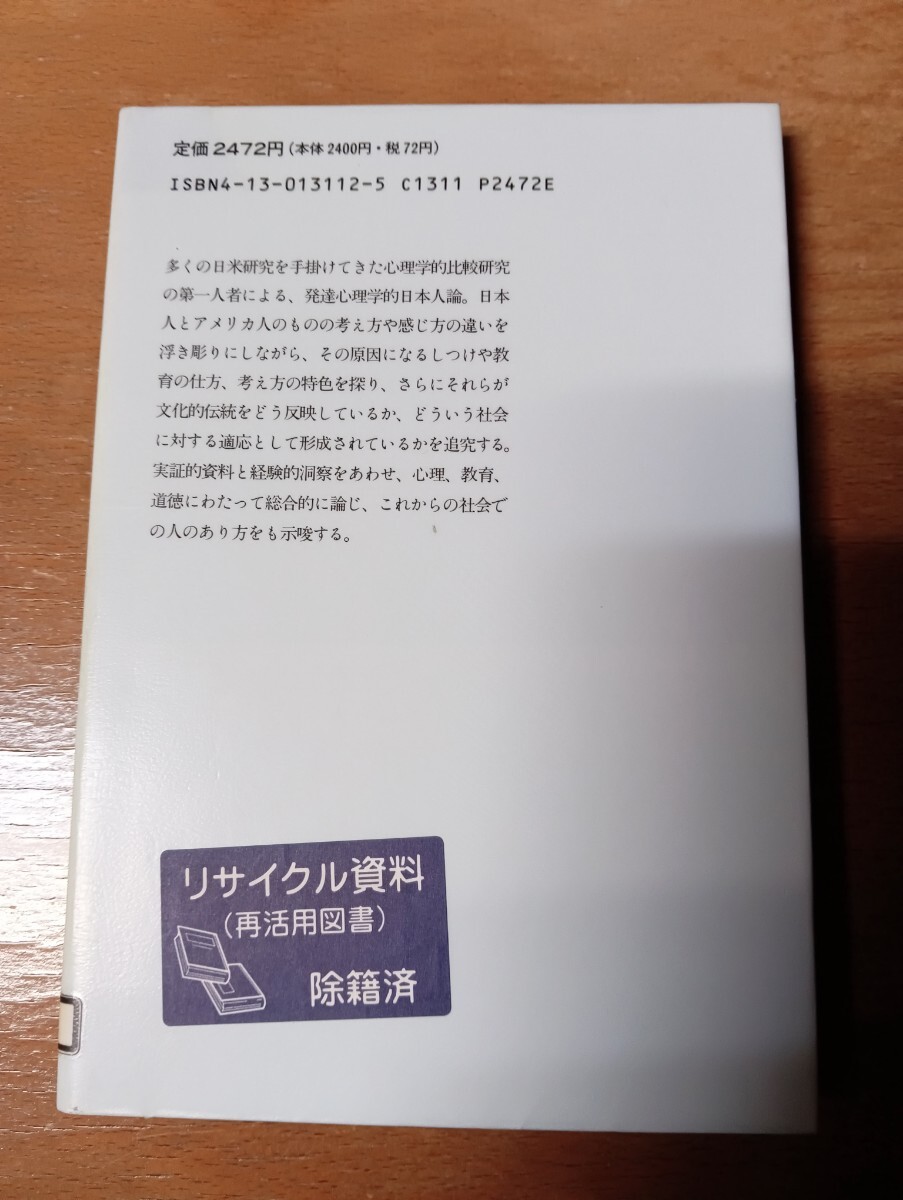 定価2472円(本体2400円・税72円)
ISBN4-13-013112-5 C1311 P2472E
多くの日米研究を手掛けてきた心理学的比較研究
の第一人者による、発達心理学的日本人論。日本
人とアメリカ人のものの考え方や感じ方の違いを
浮き彫りにしながら、その原因になるしつけや教
育の仕方、考え方の特色を探り、さらにそれらが
文化的伝統をどう反映しているか、どういう社会
に対する適応として形成されているかを追究する。
実証的資料と経験的洞察をあわせ、心理、教育、
道徳にわたって総合的に論じ、これからの社会で
の人のあり方をも示唆する。
リサイクル資料
(再活用図書)
除籍済